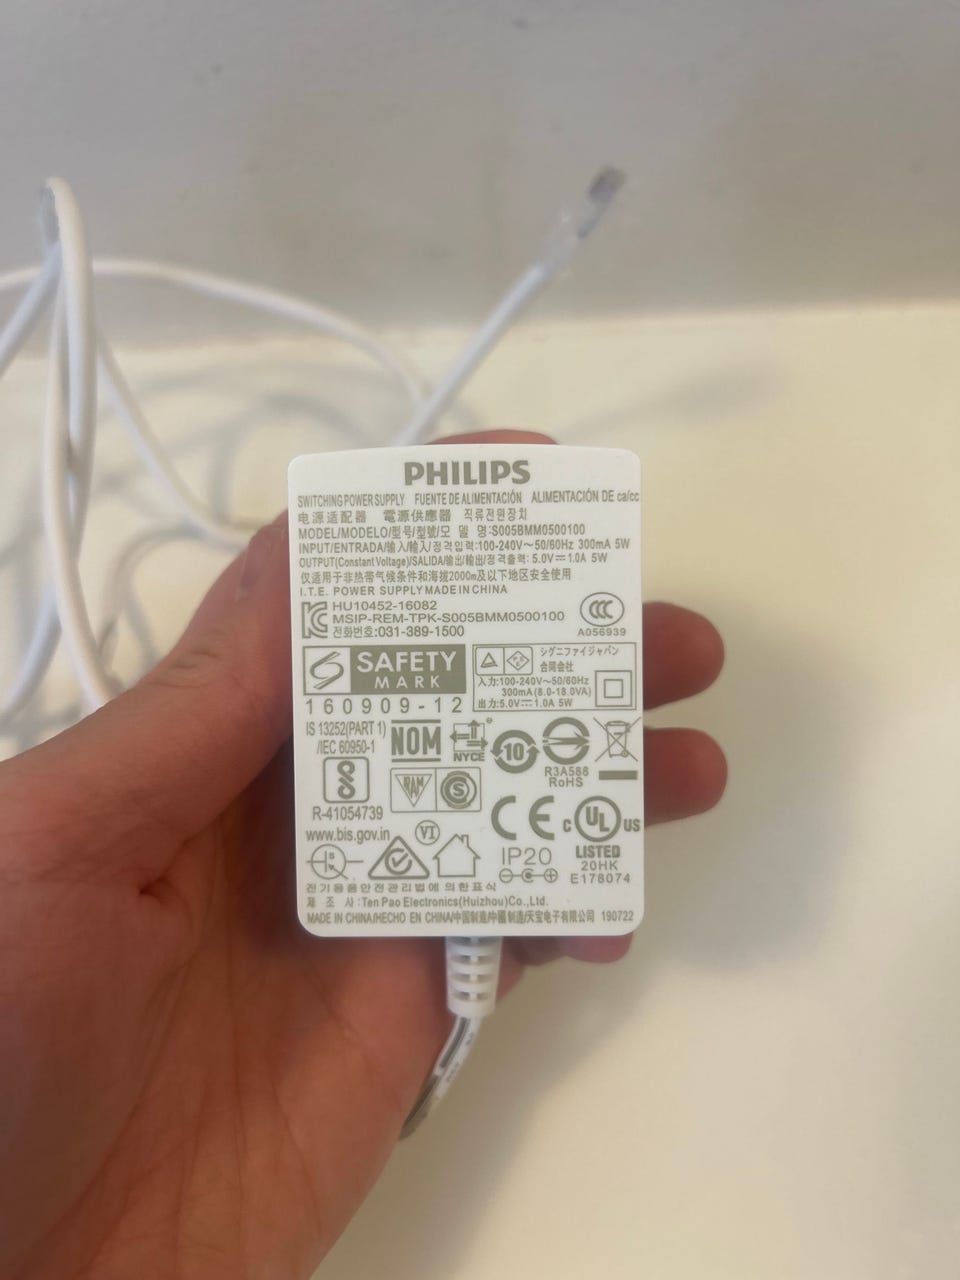 PHILIPS
SWITCHING POWER SUPPLY FUENTE DE ALIMENTACIÓN ALIMENTACIÓN DE ca/cc
电源适配器 電源供應器 직류전원장치
MODEL/MODELO/型号/型號/모 델 명:S005BMM0500100
INPUT/ENTRADA/输入/輸入/정격입력:100-240V～50/60Hz 300mA 5W
OUTPUT(Constant Voltage)/SALIDA/输出/輸出/정격출력: 5.0V⎓1.0A 5W
仅适用于非热带气候条件和海拔2000m及以下地区安全使用
I.T.E. POWER SUPPLY MADE IN CHINA
HU10452-16082
MSIP-REM-TPK-S005BMM0500100
전화번호:031-389-1500
CCC
A056939
SAFETY
MARK
160909-12
PSE
シグニファイジャパン
合同会社
入力:100-240V～50/60Hz
300mA(8.0-18.0VA)
出力:5.0V⎓1.0A 5W
IS 13252(PART 1)
/IEC 60950-1
R-41054739
www.bis.gov.in
NOM
NYCE
10
R3A588
RoHS
RAM
S
VI
CE
c UL US
LISTED
20HK
E178074
IP20
전기용품안전관리법에 의한 표시
제 조 사:Ten Pao Electronics(Huizhou)Co.,Ltd.
MADE IN CHINA/HECHO EN CHINA/中国制造/中國制造/天宝电子有限公司 190722